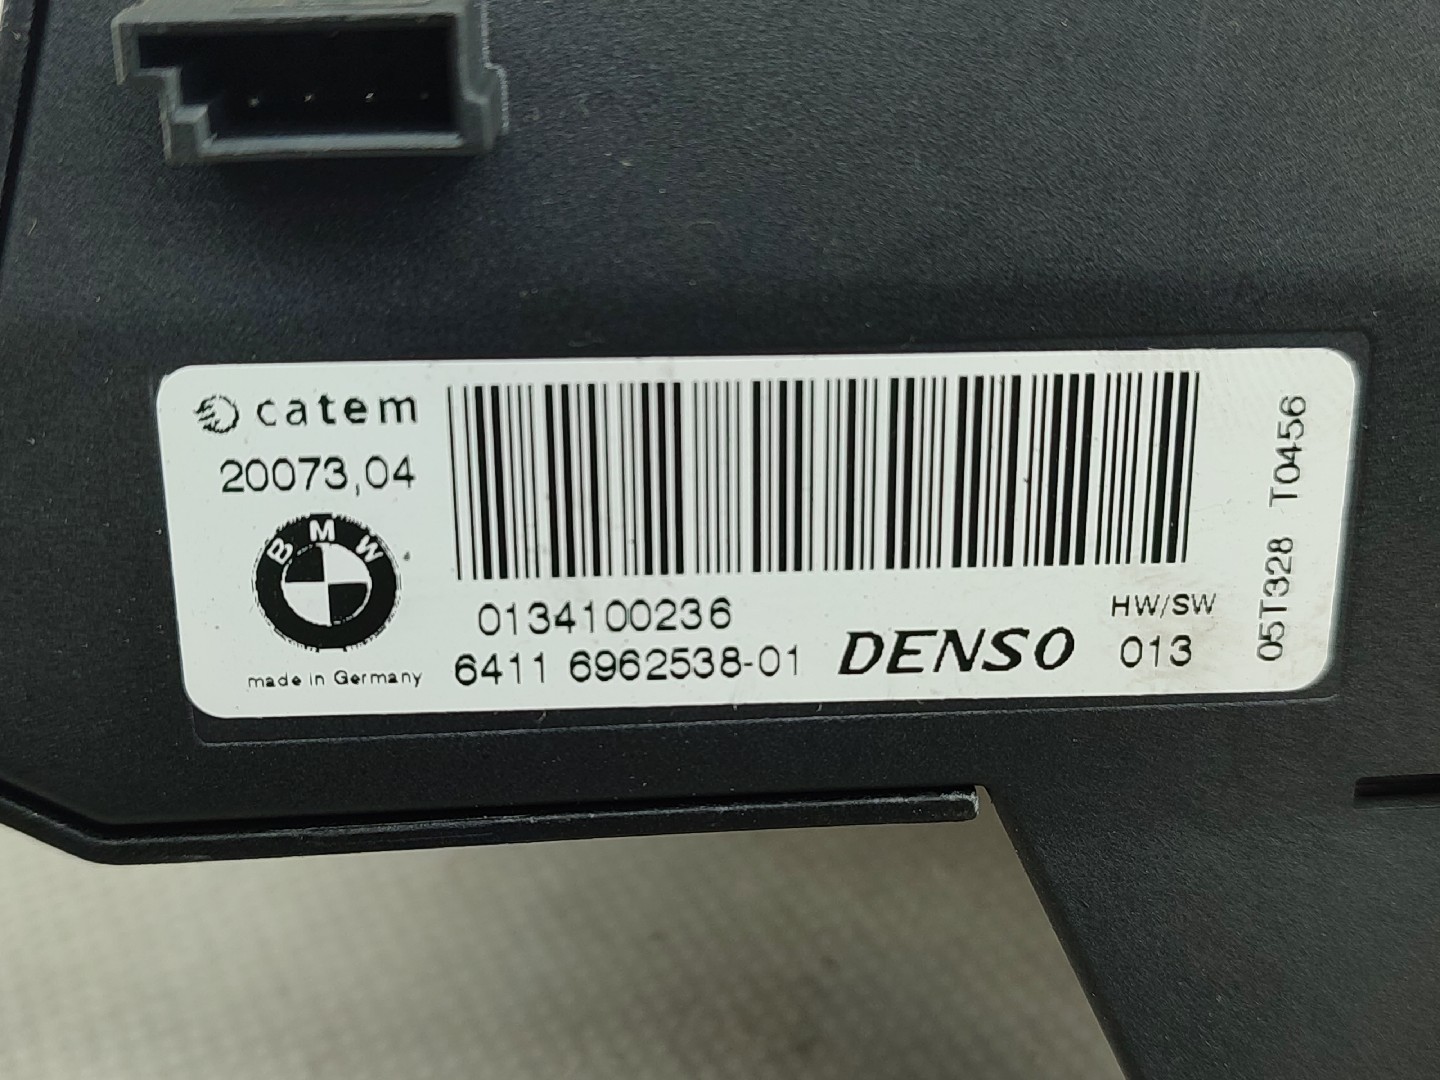 catem
20073,04
BMW
made in Germany
0134100236
6411 6962538-01
DENSO
HW/SW
013
05T328 T0456